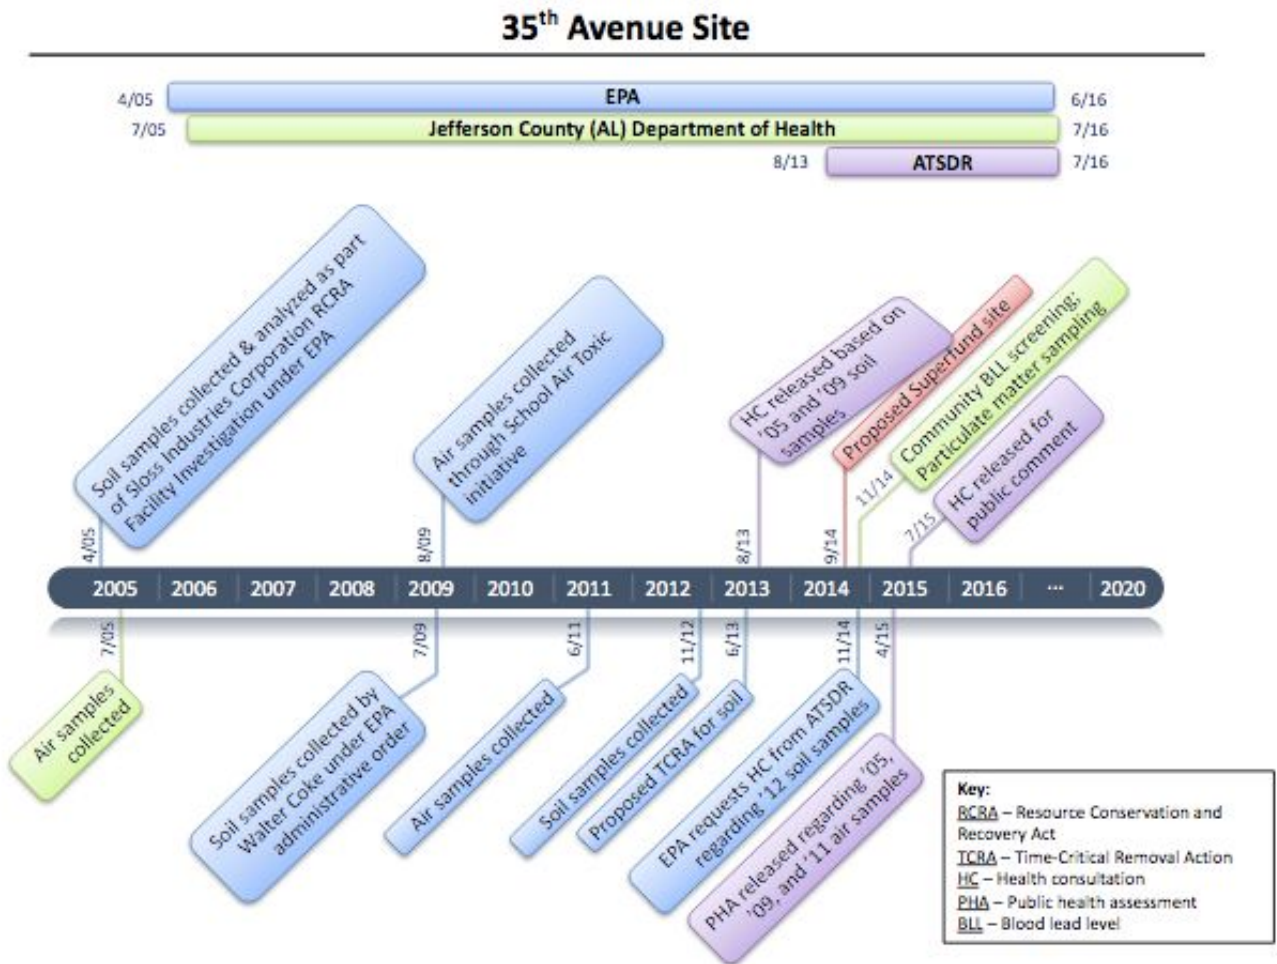 35th Avenue Site
4/05
EPA
6/16
7/05
Jefferson County (AL) Department of Health
7/16
8/13
ATSDR
7/16
Soil samples collected & analyzed as part
of Sloss Industries Corporation RCRA
Facility Investigation under EPA
4/05
Air samples collected
through School Air Toxic
initiative
8/09
HC released based on
'05 and '09 soil
samples
8/13
Proposed Superfund site
9/14
Community BLL screening;
Particulate matter sampling
11/14
HC released for
public comment
7/15
2005
2006
2007
2008
2009
2010
2011
2012
2013
2014
2015
2016
...
2020
7/05
Air samples
collected
7/09
Soil samples collected by
Walter Coke under EPA
administrative order
6/11
Air samples collected
11/12
Soil samples collected
6/13
Proposed TCRA for soil
11/14
EPA requests HC from ATSDR
regarding '12 soil samples
4/15
PHA released regarding '05,
'09, and '11 air samples
Key:
RCRA – Resource Conservation and
Recovery Act
TCRA – Time-Critical Removal Action
HC – Health consultation
PHA – Public health assessment
BLL – Blood lead level